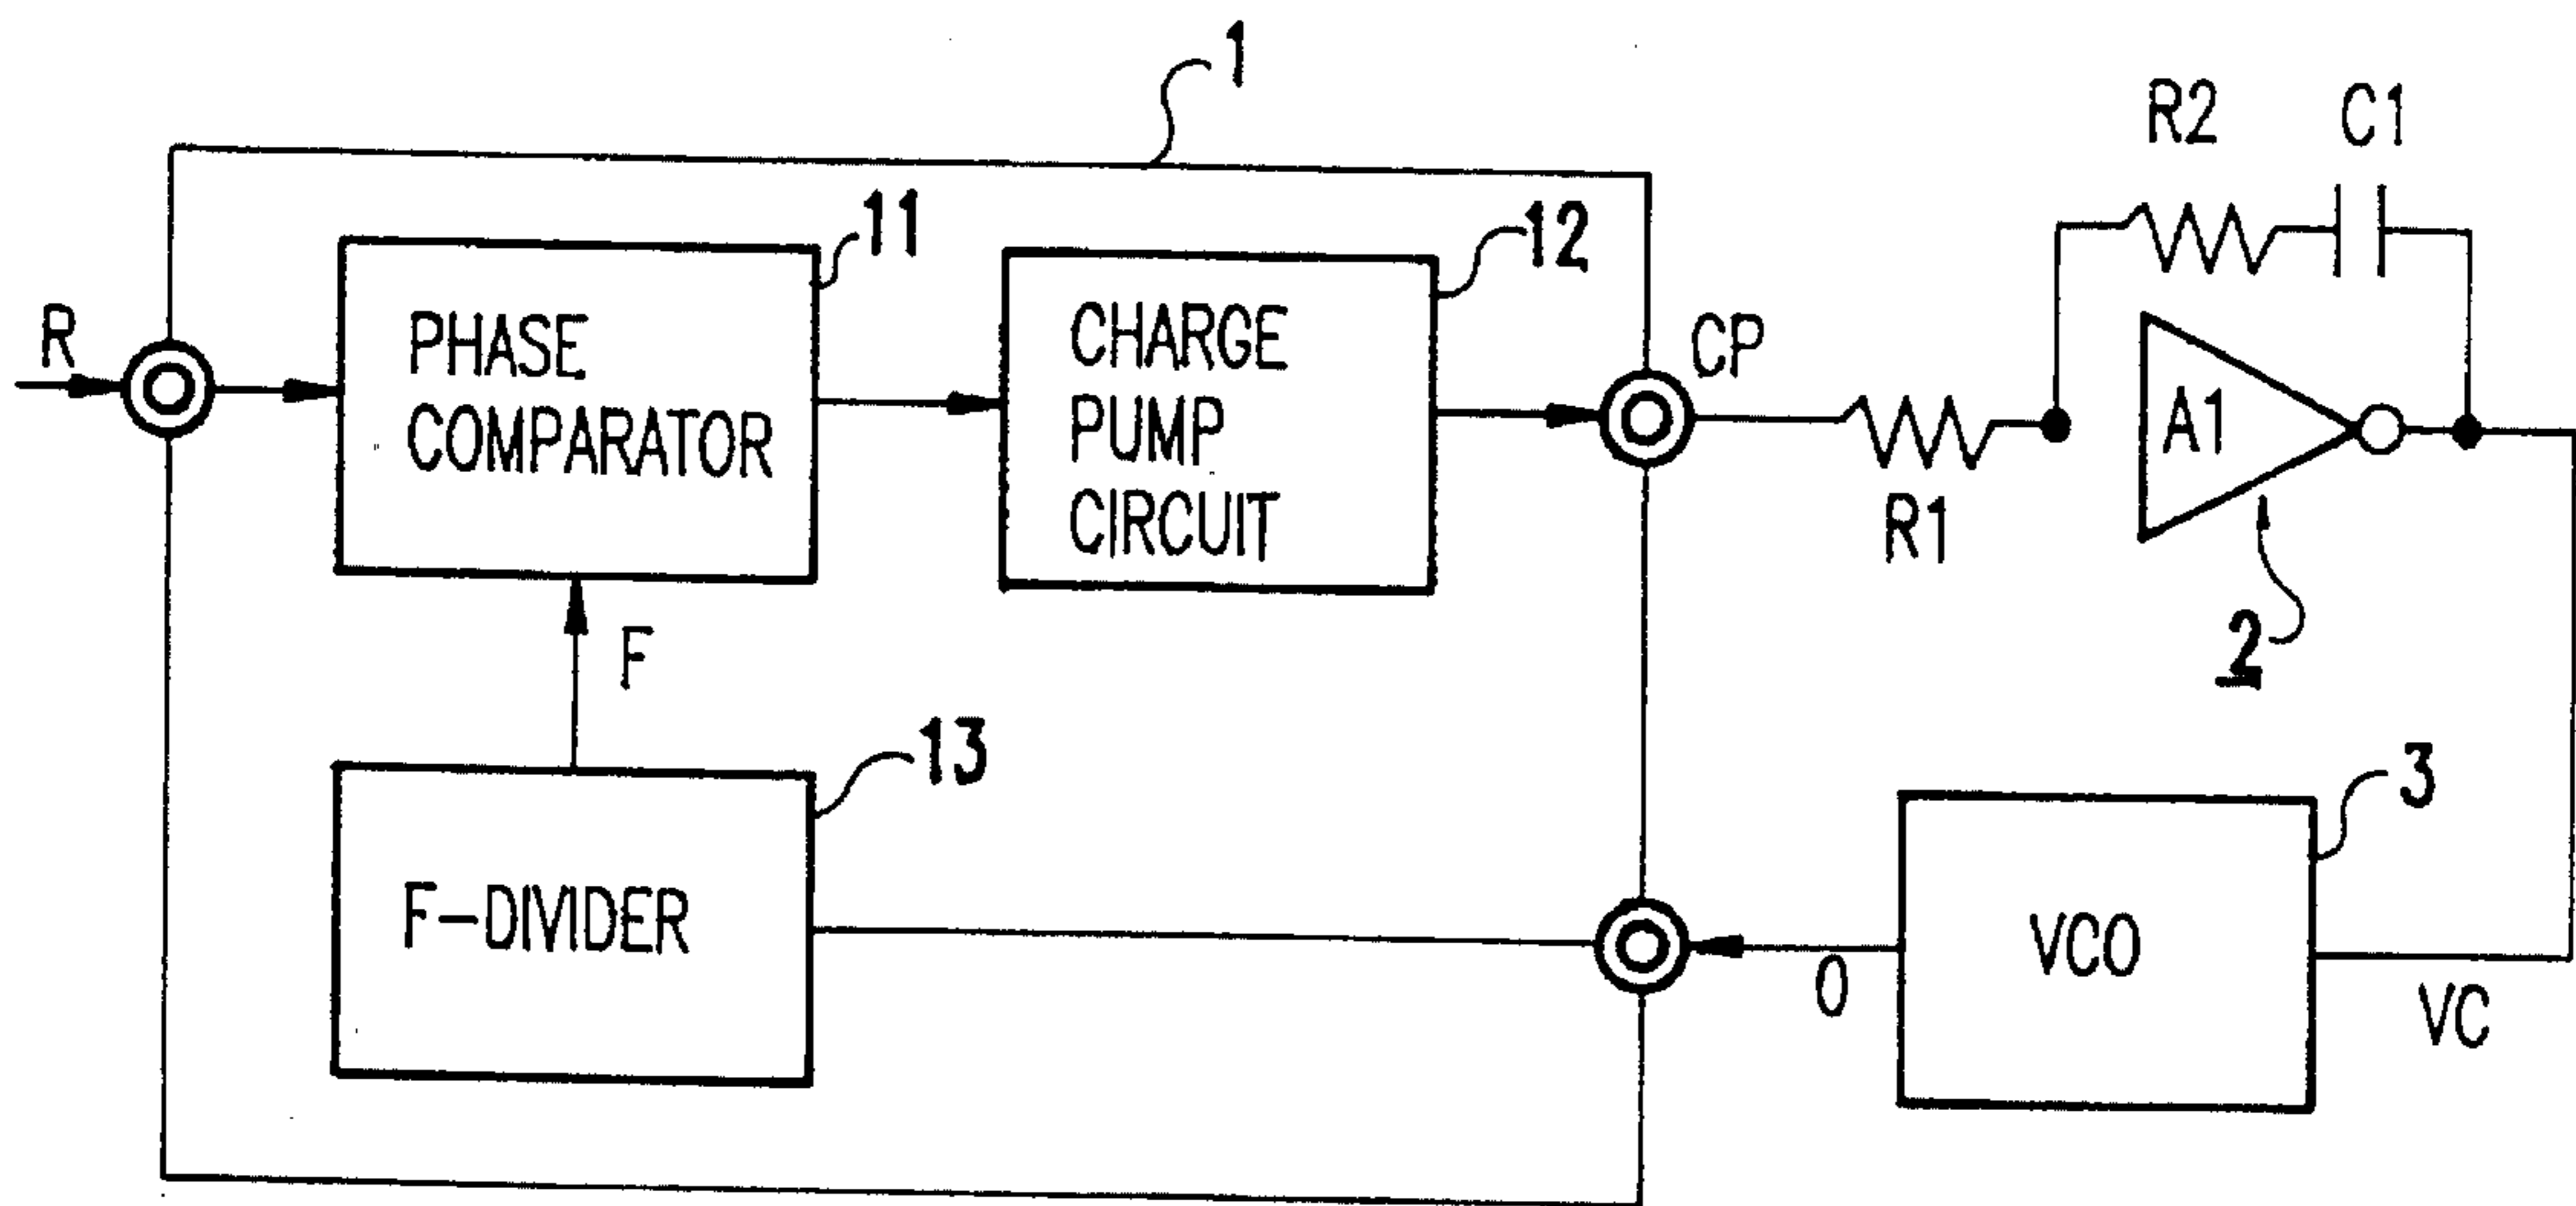 1
R2
C1
11
12
R
PHASE
COMPARATOR
CHARGE
PUMP
CIRCUIT
CP
A1
R1
2
F
13
3
F-DIVIDER
VCO
O
VC